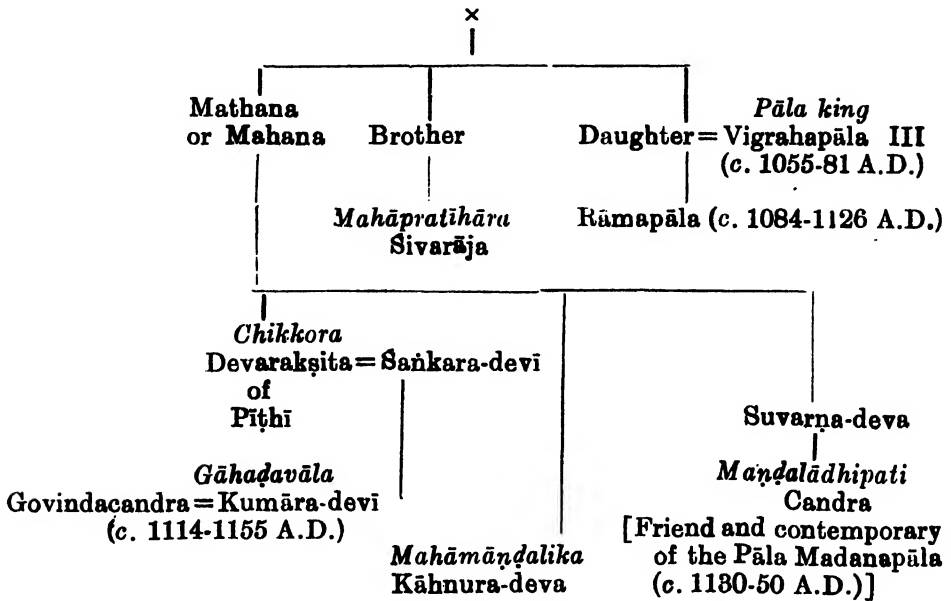 ×
Mathana
or Mahana
Brother
Pāla king
Daughter = Vigrahapāla III
(c. 1055-81 A.D.)
Mahāpratīhāra
Sivarāja
Rāmapāla (c. 1084-1126 A.D.)
Chikkora
Devarakṣita = Saṅkara-devī
of
Pīṭhī
Suvarṇa-deva
Gāhaḍavāla
Govindacandra = Kumāra-devī
(c. 1114-1155 A.D.)
Maṇḍalādhipati
Candra
[Friend and contemporary
of the Pāla Madanapāla
(c. 1130-50 A.D.)]
Mahāmāṇḍalika
Kāhnura-deva